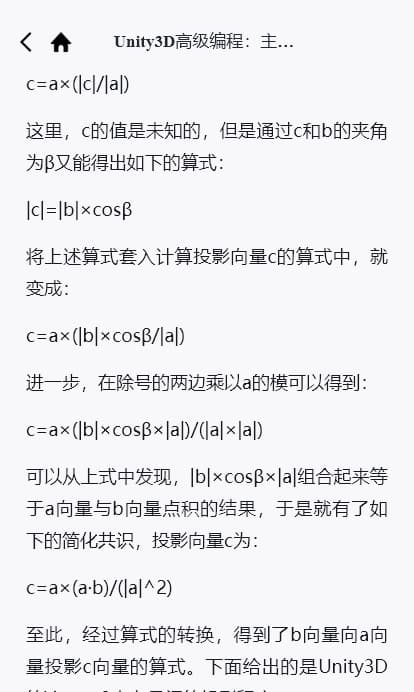 Unity3D高级编程：主...
c=a×(|c|/|a|)
这里，c的值是未知的，但是通过c和b的夹角
为β又能得出如下的算式：
|c|=|b|×cosβ
将上述算式套入计算投影向量c的算式中，就
变成：
c=a×(|b|×cosβ/|a|)
进一步，在除号的两边乘以a的模可以得到：
c=a×(|b|×cosβ×|a|)/(|a|×|a|)
可以从上式中发现，|b|×cosβ×|a|组合起来等
于a向量与b向量点积的结果，于是就有了如
下的简化共识，投影向量c为：
c=a×(a·b)/(|a|^2)
至此，经过算式的转换，得到了b向量向a向
量投影c向量的算式。下面给出的是Unity3D